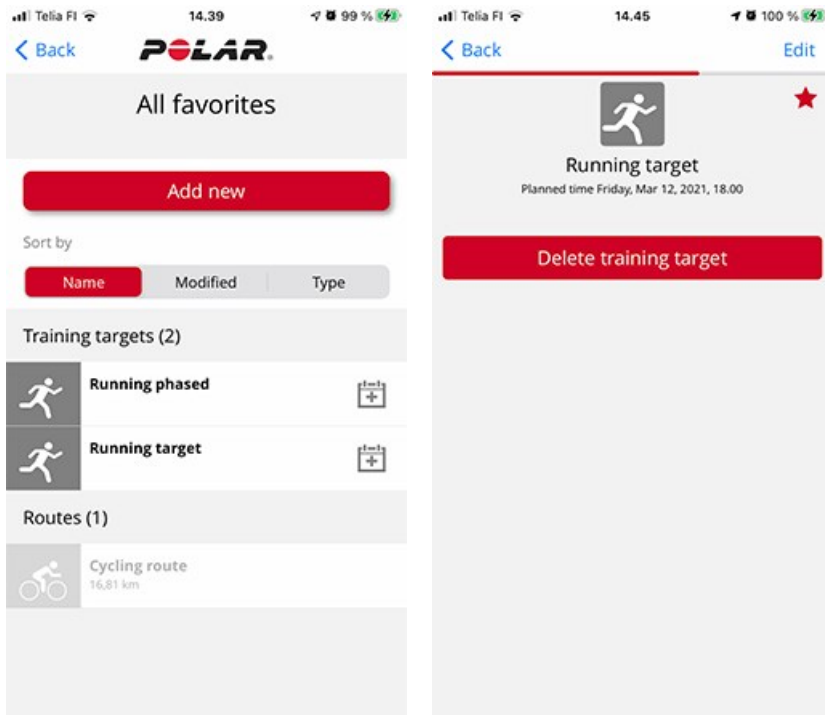 Telia FI 14.39 99 %
Back POLAR.
All favorites
Add new
Sort by
Name Modified Type
Training targets (2)
Running phased
Running target
Routes (1)
Cycling route
16,81 km
Telia FI 14.45 100 %
Back Edit
Running target
Planned time Friday, Mar 12, 2021, 18.00
Delete training target